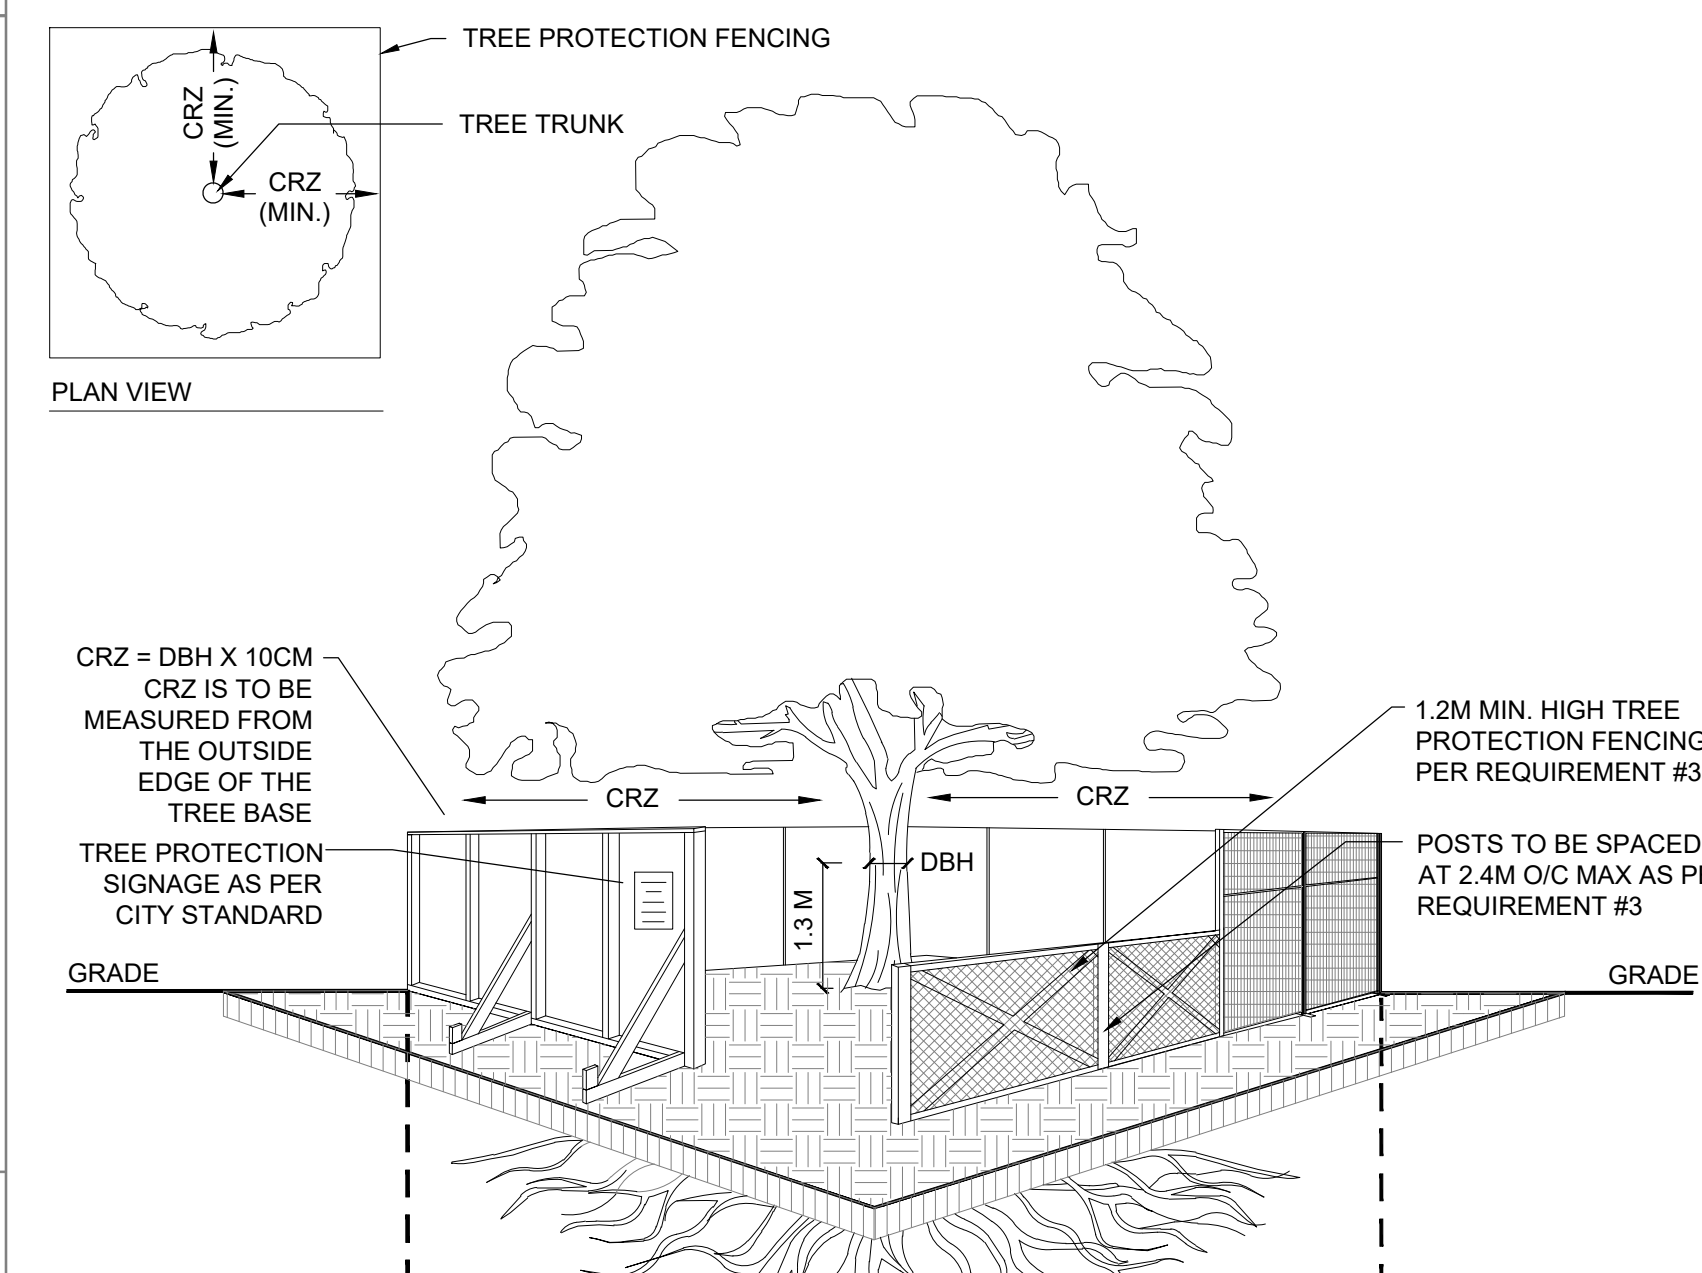 TREE PROTECTION FENCING
CRZ
(MIN.)
TREE TRUNK
CRZ
(MIN.)
PLAN VIEW
CRZ = DBH X 10CM
CRZ IS TO BE
MEASURED FROM
THE OUTSIDE
EDGE OF THE
TREE BASE
TREE PROTECTION
SIGNAGE AS PER
CITY STANDARD
GRADE
CRZ
CRZ
DBH
1.3 M
1.2M MIN. HIGH TREE
PROTECTION FENCING
PER REQUIREMENT #3
POSTS TO BE SPACED
AT 2.4M O/C MAX AS
REQUIREMENT #3
GRADE